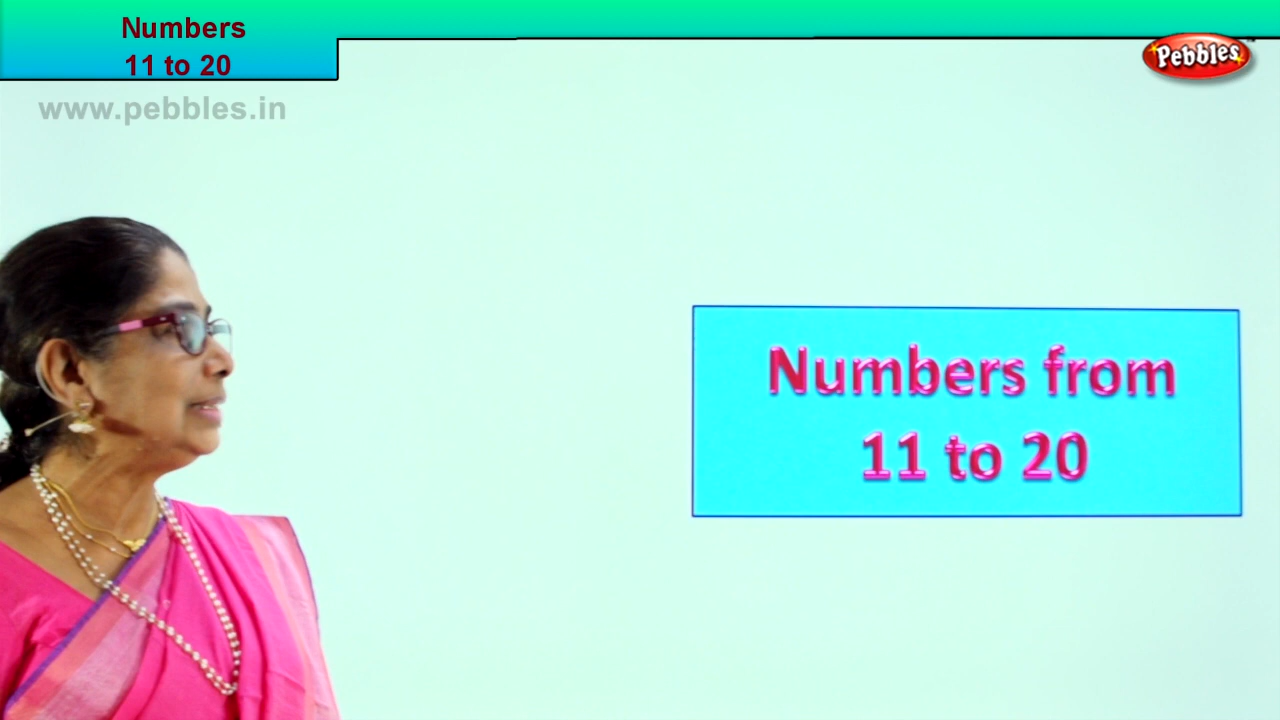 Numbers
11 to 20
Pebbles
www.pebbles.in
Numbers from
11 to 20